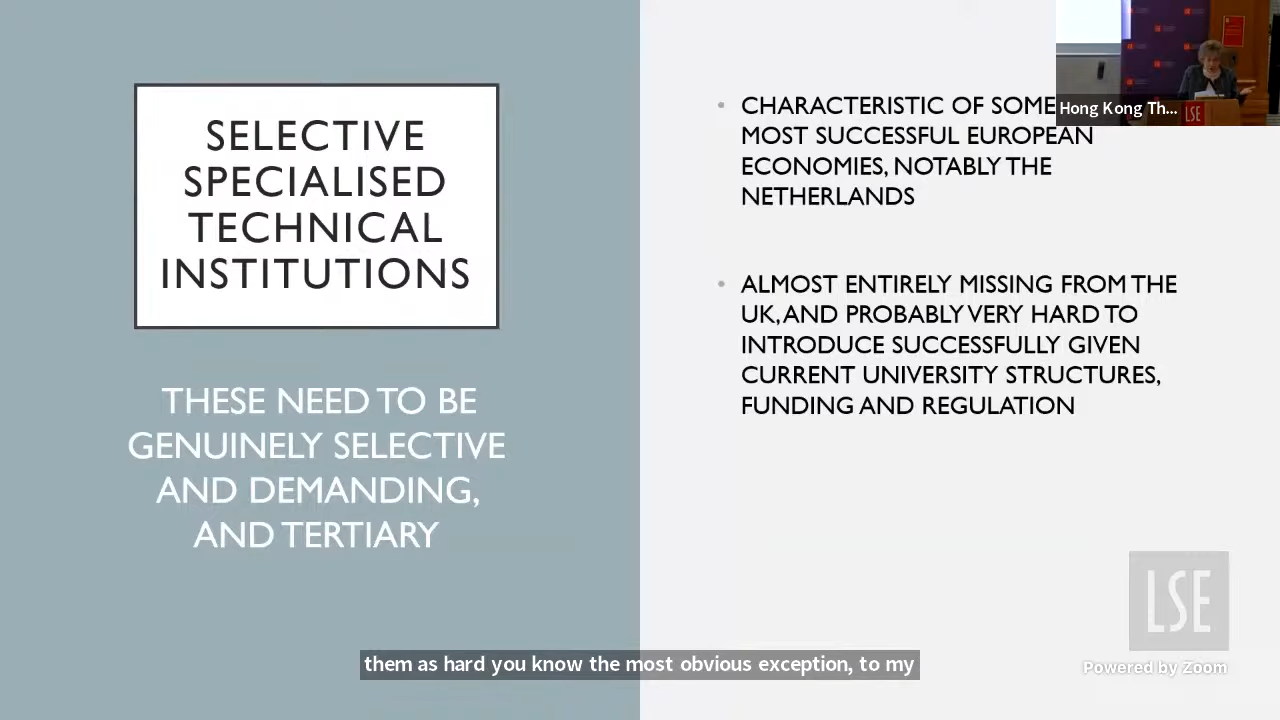 SELECTIVE
SPECIALISED
TECHNICAL
INSTITUTIONS
THESE NEED TO BE
GENUINELY SELECTIVE
AND DEMANDING,
AND TERTIARY
• CHARACTERISTIC OF SOME
MOST SUCCESSFUL EUROPEAN
ECONOMIES, NOTABLY THE
NETHERLANDS
• ALMOST ENTIRELY MISSING FROM THE
UK, AND PROBABLY VERY HARD TO
INTRODUCE SUCCESSFULLY GIVEN
CURRENT UNIVERSITY STRUCTURES,
FUNDING AND REGULATION
Hong Kong Th...
LSE
LSE
Powered by Zoom
them as hard you know the most obvious exception, to my